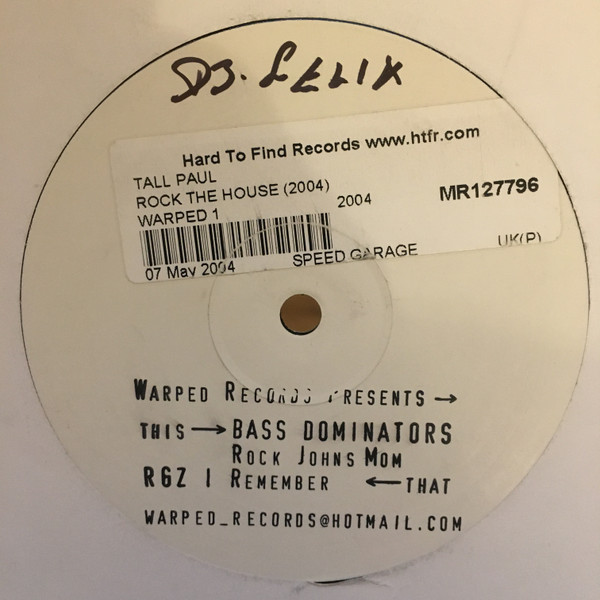 DJ. FELIX
Hard To Find Records www.htfr.com
TALL PAUL
ROCK THE HOUSE (2004)
2004
MR127796
WARPED 1
07 May 2004
SPEED GARAGE
UK(P)
WARPED RECORDS PRESENTS →
THIS → BASS DOMINATORS
ROCK JOHNS MOM
RGZ | REMEMBER ← THAT
WARPED_RECORDS@HOTMAIL.COM